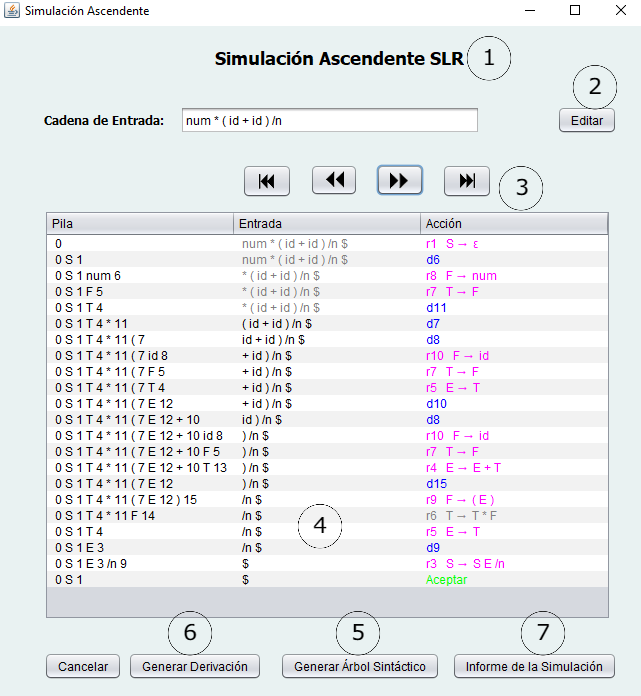 Simulación Ascendente
Simulación Ascendente SLR 1
2
Cadena de Entrada: num * ( id + id ) /n Editar
3
Pila Entrada Acción
0 num * ( id + id ) /n $ r1 S → ε
0 S 1 num * ( id + id ) /n $ d6
0 S 1 num 6 * ( id + id ) /n $ r8 F → num
0 S 1 F 5 * ( id + id ) /n $ r7 T → F
0 S 1 T 4 * ( id + id ) /n $ d11
0 S 1 T 4 * 11 ( id + id ) /n $ d7
0 S 1 T 4 * 11 ( 7 id + id ) /n $ d8
0 S 1 T 4 * 11 ( 7 id 8 + id ) /n $ r10 F → id
0 S 1 T 4 * 11 ( 7 F 5 + id ) /n $ r7 T → F
0 S 1 T 4 * 11 ( 7 T 4 + id ) /n $ r5 E → T
0 S 1 T 4 * 11 ( 7 E 12 + id ) /n $ d10
0 S 1 T 4 * 11 ( 7 E 12 + 10 id ) /n $ d8
0 S 1 T 4 * 11 ( 7 E 12 + 10 id 8 ) /n $ r10 F → id
0 S 1 T 4 * 11 ( 7 E 12 + 10 F 5 ) /n $ r7 T → F
0 S 1 T 4 * 11 ( 7 E 12 + 10 T 13 ) /n $ r4 E → E + T
0 S 1 T 4 * 11 ( 7 E 12 ) /n $ d15
0 S 1 T 4 * 11 ( 7 E 12 ) 15 /n $ r9 F → ( E )
0 S 1 T 4 * 11 F 14 /n $ r6 T → T * F
0 S 1 T 4 /n $ r5 E → T
0 S 1 E 3 /n $ d9
0 S 1 E 3 /n 9 $ r3 S → S E /n
0 S 1 $ Aceptar
4
6 5 7
Cancelar Generar Derivación Generar Árbol Sintáctico Informe de la Simulación